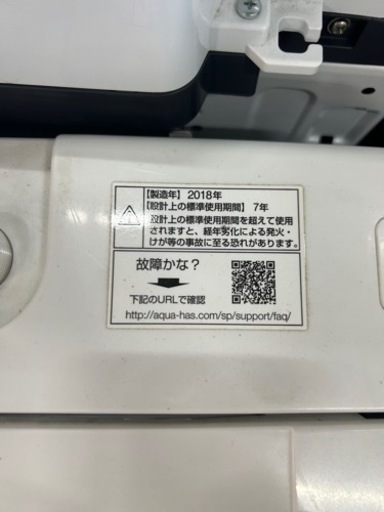 【製造年】2018年
【設計上の標準使用期間】7年
設計上の標準使用期間を超えて使用
されますと、経年劣化による発火・
けが等の事故に至る恐れがあります。
故障かな？
下記のURLで確認
http://aqua-has.com/sp/support/faq/